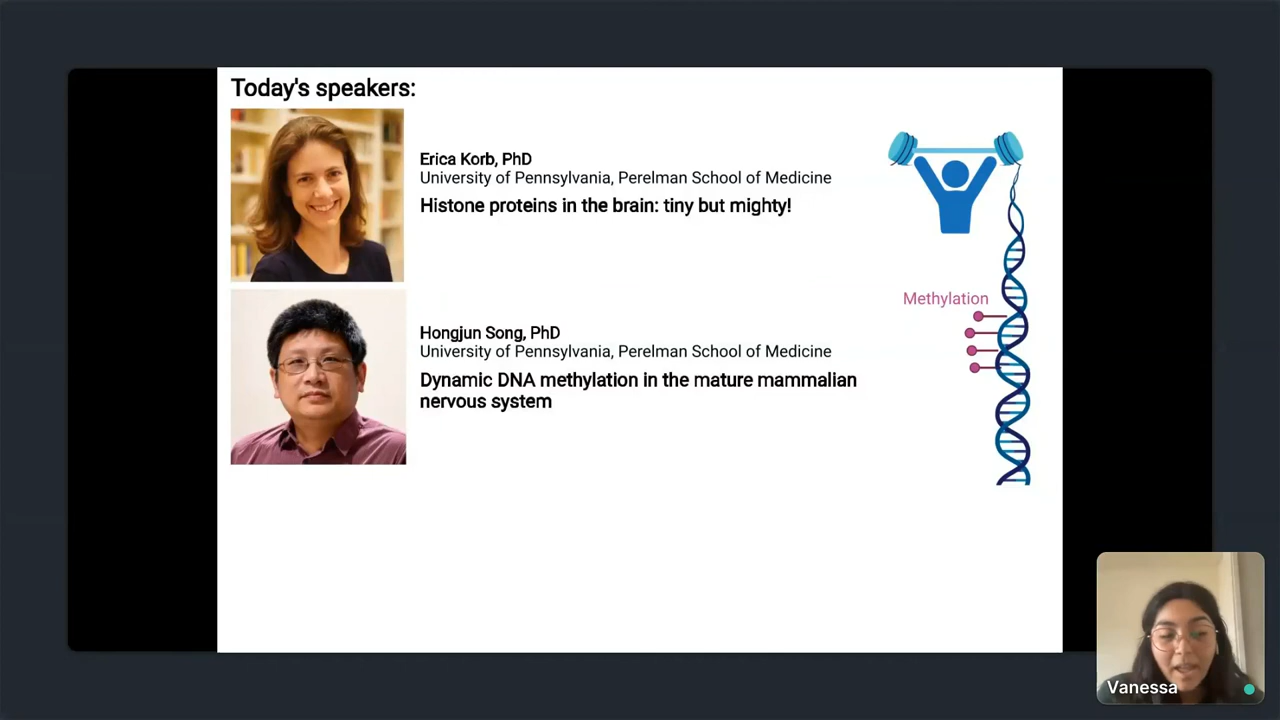 Today's speakers:
Erica Korb, PhD
University of Pennsylvania, Perelman School of Medicine
Histone proteins in the brain: tiny but mighty!
Hongjun Song, PhD
University of Pennsylvania, Perelman School of Medicine
Dynamic DNA methylation in the mature mammalian
nervous system
Methylation
Vanessa